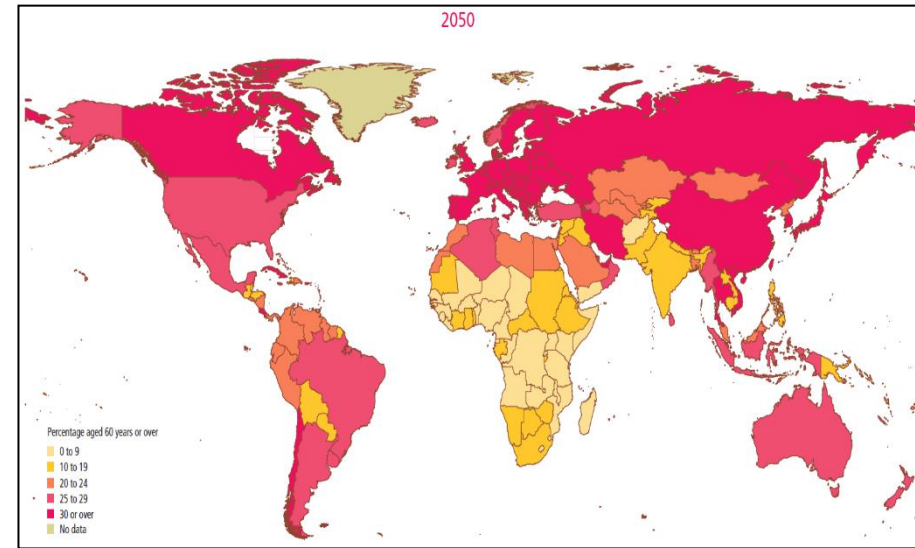 2050
Percentage aged 60 years or over
0 to 9
10 to 19
20 to 24
25 to 29
30 or over
No data